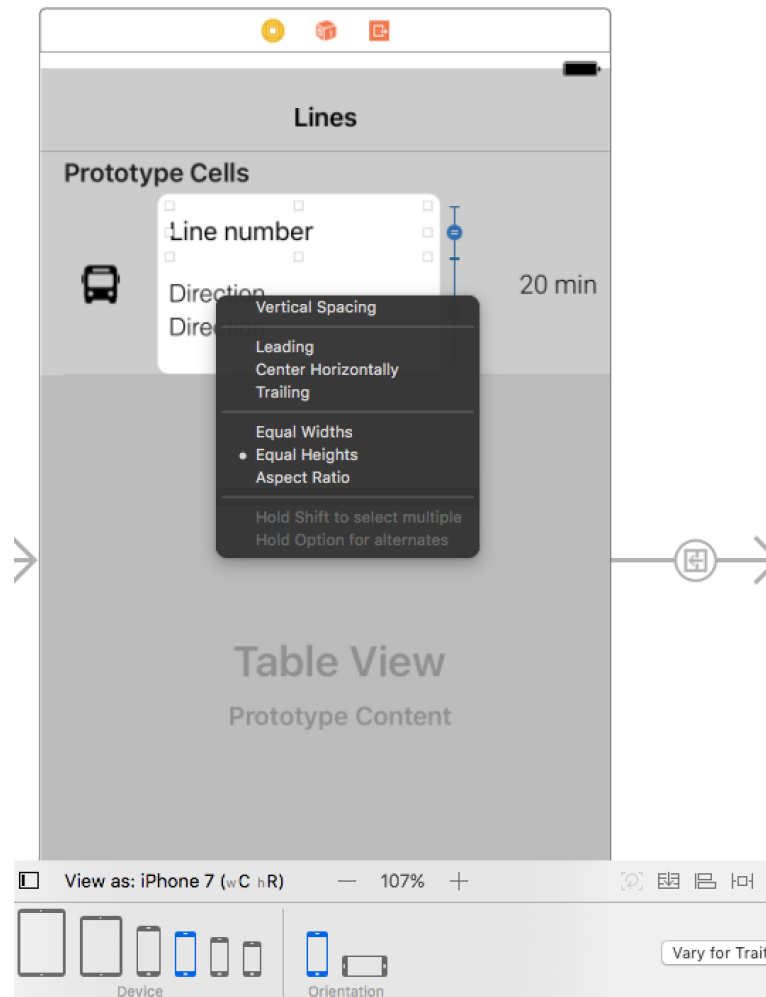 Lines
Prototype Cells
Line number
20 min
Direction
Direction
Vertical Spacing
Leading
Center Horizontally
Trailing
Equal Widths
Equal Heights
Aspect Ratio
Hold Shift to select multiple
Hold Option for alternates
Table View
Prototype Content
View as: iPhone 7 (wC hR)
107%
Vary for Trait
Device
Orientation